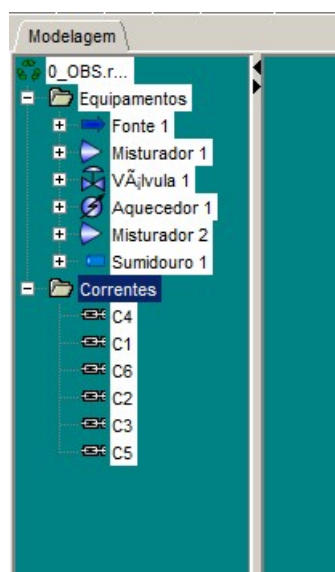 Modelagem
0_OBS.r...
Equipamentos
Fonte 1
Misturador 1
VÃ¡lvula 1
Aquecedor 1
Misturador 2
Sumidouro 1
Correntes
C4
C1
C6
C2
C3
C5